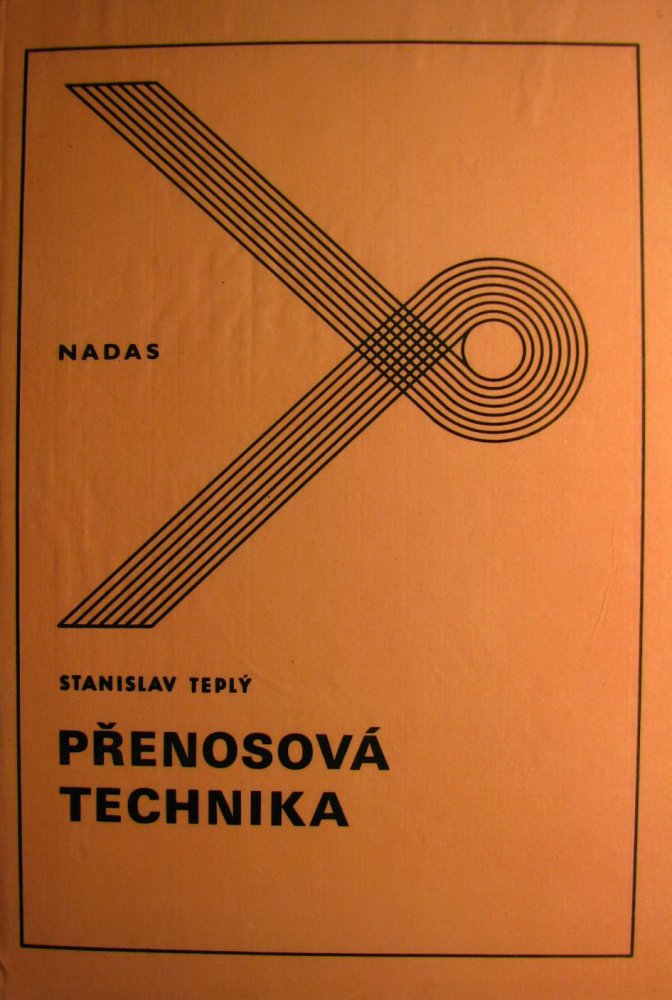 NADAS
STANISLAV TEPLÝ
PŘENOSOVÁ
TECHNIKA